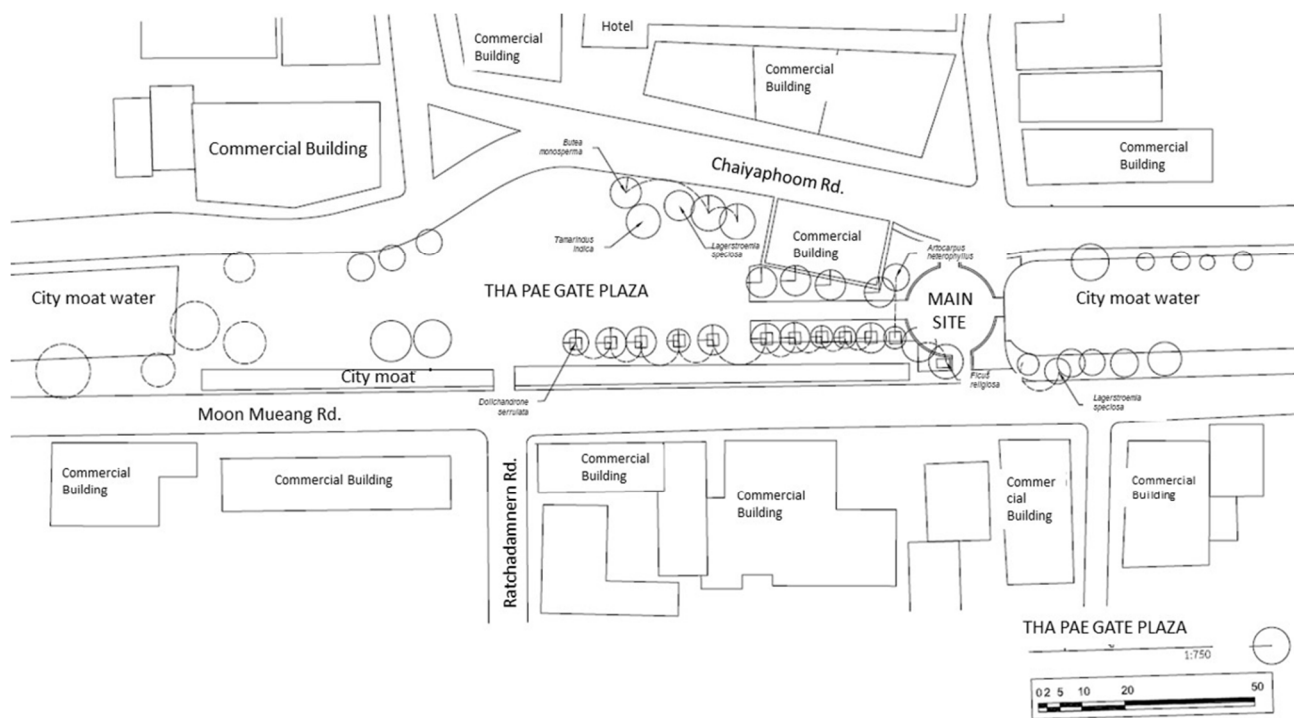 Hotel
Commercial
Building
Commercial
Building
Commercial Building
Butea
monosperma
Chaiyaphoom Rd.
Commercial
Building
Tamarindus
indica
Lagerstroemia
speciosa
Commercial
Building
Artocarpus
heterophyllus
City moat water
THA PAE GATE PLAZA
MAIN
SITE
City moat water
City moat
Dolichandrone
serrulata
Ficus
religiosa
Lagerstroemia
speciosa
Moon Mueang Rd.
Ratchadamnern Rd.
Commercial
Building
Commercial Building
Commercial
Building
Commercial
Building
Commer
cial
Building
Commercial
Building
THA PAE GATE PLAZA
1:750
0 2 5 10 20 50